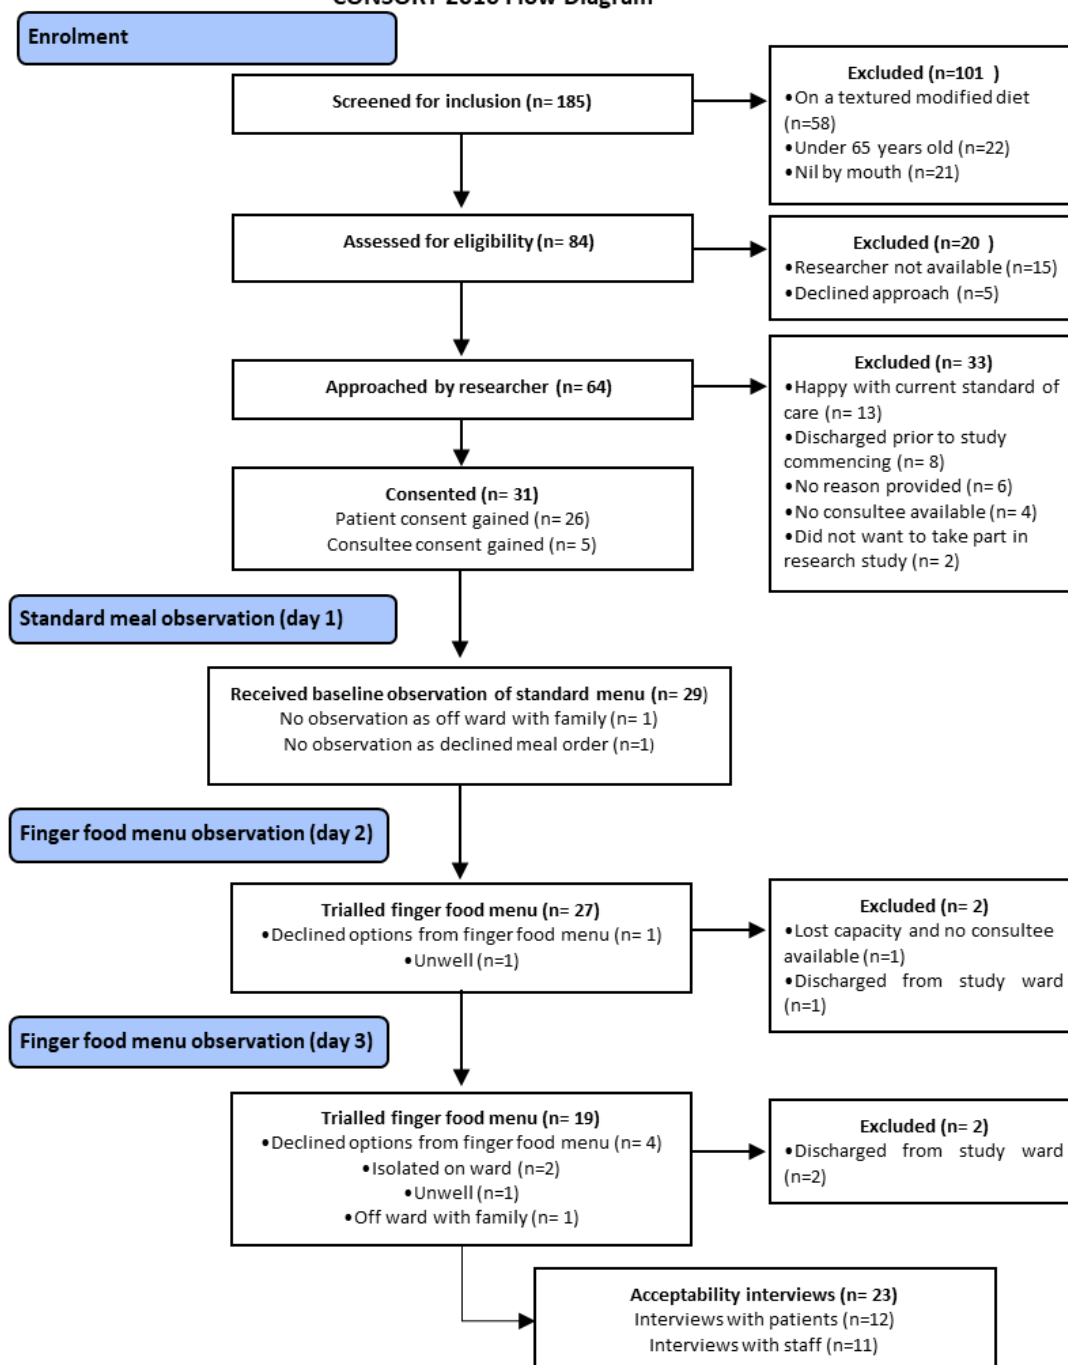 CONSORT 2010 Flow Diagram
Enrolment
Screened for inclusion (n= 185)
Excluded (n=101 )
•On a textured modified diet
(n=58)
•Under 65 years old (n=22)
•Nil by mouth (n=21)
Assessed for eligibility (n= 84)
Excluded (n=20 )
•Researcher not available (n=15)
•Declined approach (n=5)
Approached by researcher (n= 64)
Excluded (n= 33)
•Happy with current standard of
care (n= 13)
•Discharged prior to study
commencing (n= 8)
•No reason provided (n= 6)
•No consultee available (n= 4)
•Did not want to take part in
research study (n= 2)
Consented (n= 31)
Patient consent gained (n= 26)
Consultee consent gained (n= 5)
Standard meal observation (day 1)
Received baseline observation of standard menu (n= 29)
No observation as off ward with family (n= 1)
No observation as declined meal order (n=1)
Finger food menu observation (day 2)
Trialled finger food menu (n= 27)
•Declined options from finger food menu (n= 1)
•Unwell (n=1)
Excluded (n= 2)
•Lost capacity and no consultee
available (n=1)
•Discharged from study ward
(n=1)
Finger food menu observation (day 3)
Trialled finger food menu (n= 19)
•Declined options from finger food menu (n= 4)
•Isolated on ward (n=2)
•Unwell (n=1)
•Off ward with family (n= 1)
Excluded (n= 2)
•Discharged from study ward
(n=2)
Acceptability interviews (n= 23)
Interviews with patients (n=12)
Interviews with staff (n=11)